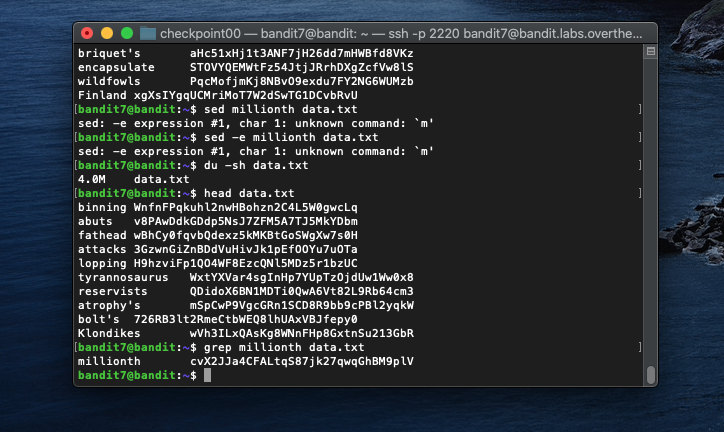 checkpoint00 — bandit7@bandit: ~ — ssh -p 2220 bandit7@bandit.labs.overthe...
briquet's aHc51xHj1t3ANF7jH26dd7mHWBfd8VKz
encapsulate STOVYQEMWtFz54JtjJRrhDXgZcfVw8lS
wildfowls PqcMofjmKj8NBvO9exdu7FY2NG6WUMzb
Finland xgXsIYgqUCMriMoT7W2dSwTG1DCvbRvU
[bandit7@bandit:~$ sed millionth data.txt ]
sed: -e expression #1, char 1: unknown command: `m'
[bandit7@bandit:~$ sed -e millionth data.txt ]
sed: -e expression #1, char 1: unknown command: `m'
[bandit7@bandit:~$ du -sh data.txt ]
4.0M data.txt
[bandit7@bandit:~$ head data.txt ]
binning WnfnFPqkuhl2nwHBohzn2C4L5W0gwcLq
abuts v8PAwDdkGDdp5NsJ7ZFM5A7TJ5MkYDbm
fathead wBhCy0fqvbQdexz5kMKBtGoSWgXw7s0H
attacks 3GzwnGiZnBDdVuHivJk1pEfOOYu7uOTa
lopping H9hzviFp1QO4WF8EzcQNl5MDz5r1bzUC
tyrannosaurus WxtYXVar4sgInHp7YUpTzOjdUw1Ww0x8
reservists QDidoX6BN1MDTi0QwA6Vt82L9Rb64cm3
atrophy's mSpCwP9VgcGRn1SCD8R9bb9cPBl2yqkW
bolt's 726RB3lt2RmeCtbWEQ8lhUAxVBJfepy0
Klondikes wVh3ILxQAsKg8WNnFHp8GxtnSu213GbR
[bandit7@bandit:~$ grep millionth data.txt ]
millionth cvX2JJa4CFALtqS87jk27qwqGhBM9plV
bandit7@bandit:~$